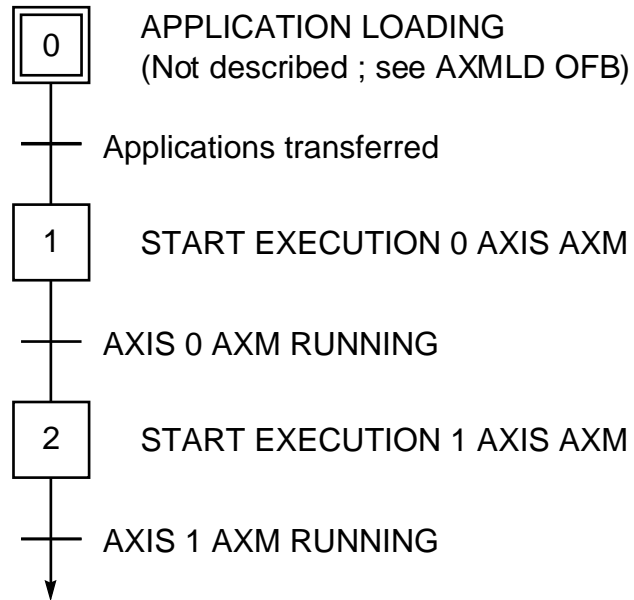 0
APPLICATION LOADING
(Not described ; see AXMLD OFB)
Applications transferred
1
START EXECUTION 0 AXIS AXM
AXIS 0 AXM RUNNING
2
START EXECUTION 1 AXIS AXM
AXIS 1 AXM RUNNING